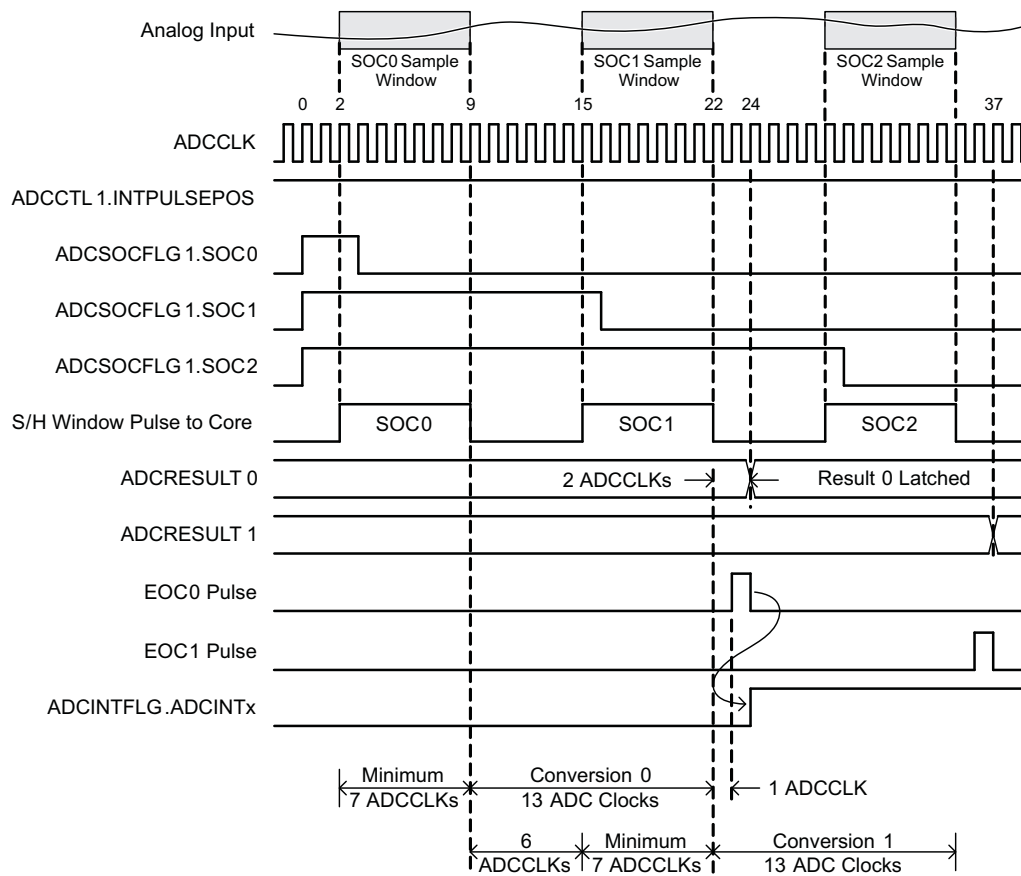 Analog Input
SOC0 Sample
Window
SOC1 Sample
Window
SOC2 Sample
Window
0 2 9 15 22 24 37
ADCCLK
ADCCTL 1.INTPULSEPOS
ADCSOCFLG 1.SOC0
ADCSOCFLG 1.SOC1
ADCSOCFLG 1.SOC2
S/H Window Pulse to Core SOC0 SOC1 SOC2
ADCRESULT 0 2 ADCCLKs Result 0 Latched
ADCRESULT 1
EOC0 Pulse
EOC1 Pulse
ADCINTFLG.ADCINTx
Minimum
7 ADCCLKs
Conversion 0
13 ADC Clocks
1 ADCCLK
6
ADCCLKs
Minimum
7 ADCCLKs
Conversion 1
13 ADC Clocks